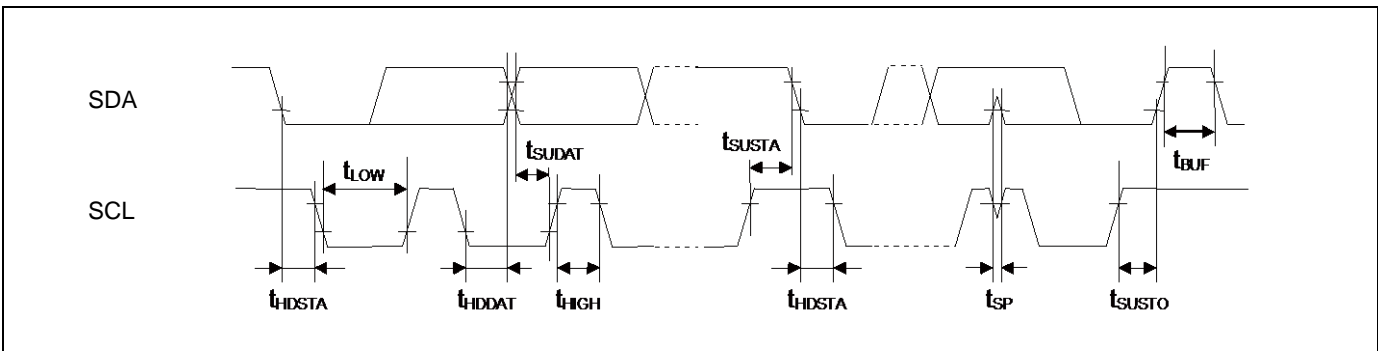 SDA
tSUDAT
tSUSTA
tLOW
tBUF
SCL
tHDSTA
tHDDAT
tHIGH
tHDSTA
tSP
tSUSTO